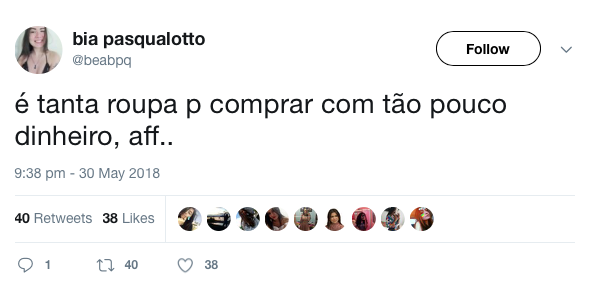 bia pasqualotto
@beabpq
Follow
é tanta roupa p comprar com tão pouco
dinheiro, aff..
9:38 pm - 30 May 2018
40 Retweets 38 Likes
1 40 38